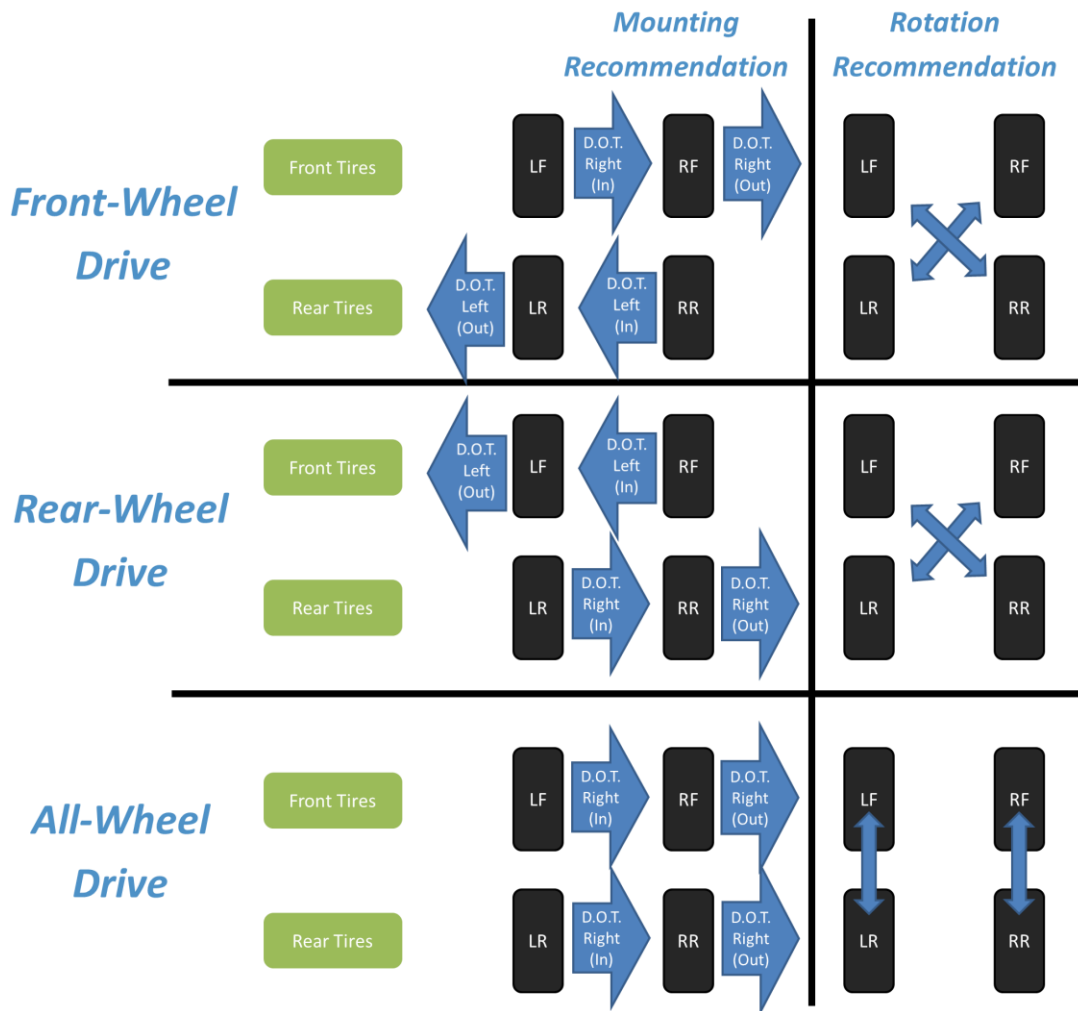 Mounting
Recommendation
Rotation
Recommendation
Front-Wheel
Drive
Front Tires
LF
D.O.T.
Right
(In)
RF
D.O.T.
Right
(Out)
LF
RF
Rear Tires
D.O.T.
Left
(Out)
LR
D.O.T.
Left
(In)
RR
LR
RR
Rear-Wheel
Drive
Front Tires
D.O.T.
Left
(Out)
LF
D.O.T.
Left
(In)
RF
LF
RF
Rear Tires
LR
D.O.T.
Right
(In)
RR
D.O.T.
Right
(Out)
LR
RR
All-Wheel
Drive
Front Tires
LF
D.O.T.
Right
(In)
RF
D.O.T.
Right
(Out)
LF
RF
Rear Tires
LR
D.O.T.
Right
(In)
RR
D.O.T.
Right
(Out)
LR
RR